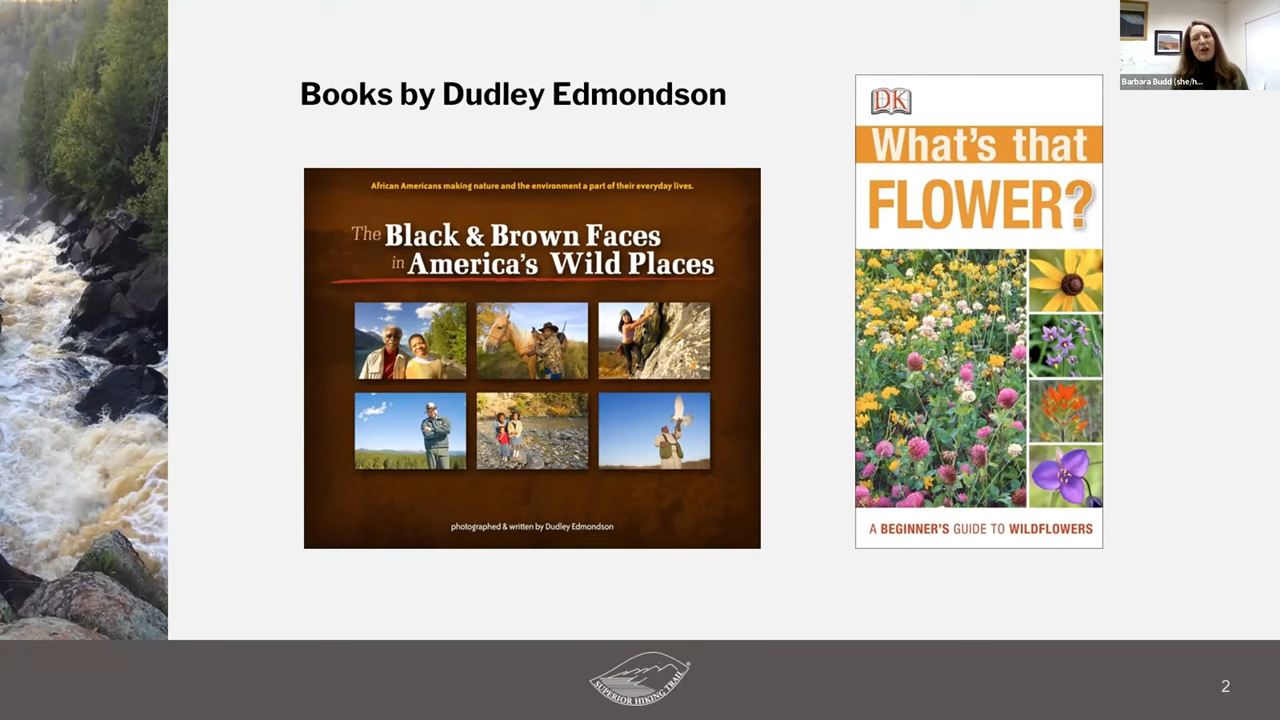 Books by Dudley Edmondson
African Americans making nature and the environment a part of their everyday lives.
The Black & Brown Faces
in America's Wild Places
photographed & written by Dudley Edmondson
DK
What's that
FLOWER?
A BEGINNER'S GUIDE TO WILDFLOWERS
Barbara Budd (she/h...
SUPERIOR HIKING TRAIL
®
2